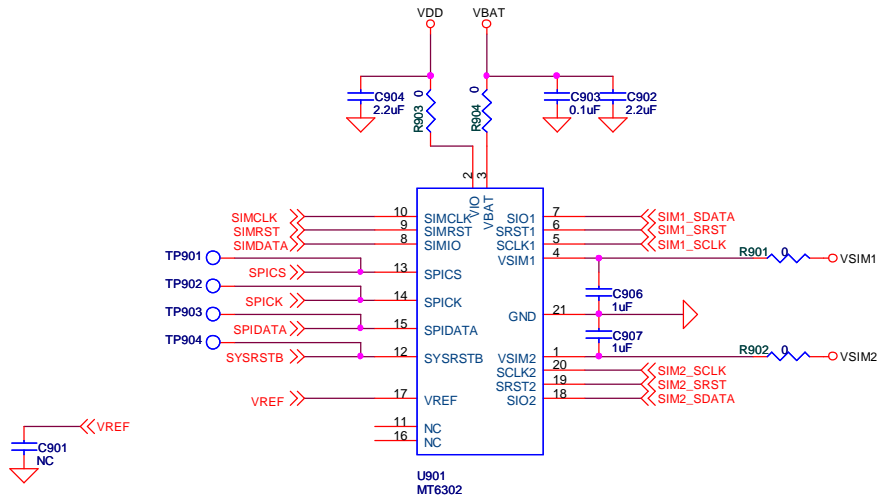 VDD VBAT
C904 2.2uF
R903 0
R904 0
C903 0.1uF
C902 2.2uF
2 3
VIO VBAT
SIMCLK 10 SIMCLK
SIMRST 9 SIMRST
SIMDATA 8 SIMIO
TP901
SPICS 13 SPICS
TP902
SPICK 14 SPICK
TP903
SPIDATA 15 SPIDATA
TP904
SYSRSTB 12 SYSRSTB
VREF 17 VREF
11 NC
16 NC
SIO1 7 SIM1_SDATA
SRST1 6 SIM1_SRST
SCLK1 5 SIM1_SCLK
VSIM1 4 R901 0 VSIM1
C906 1uF
GND 21
C907 1uF
VSIM2 1 R902 0 VSIM2
SCLK2 20 SIM2_SCLK
SRST2 19 SIM2_SRST
SIO2 18 SIM2_SDATA
VREF
C901
NC
U901
MT6302